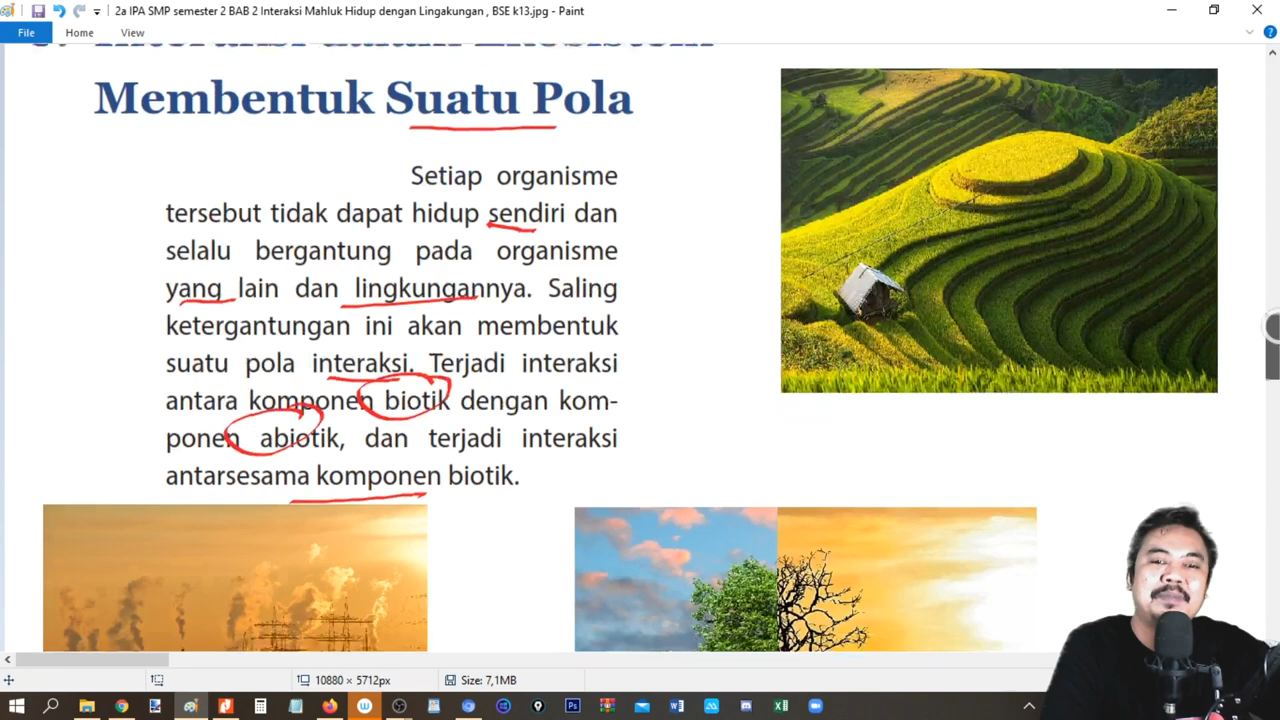 2a IPA SMP semester 2 BAB 2 Interaksi Mahluk Hidup dengan Lingakungan , BSE k13.jpg - Paint
File Home View
Membentuk Suatu Pola
Setiap organisme
tersebut tidak dapat hidup sendiri dan
selalu bergantung pada organisme
yang lain dan lingkungannya. Saling
ketergantungan ini akan membentuk
suatu pola interaksi. Terjadi interaksi
antara komponen biotik dengan kom-
ponen abiotik, dan terjadi interaksi
antarsesama komponen biotik.
10880 × 5712px
Size: 7,1MB